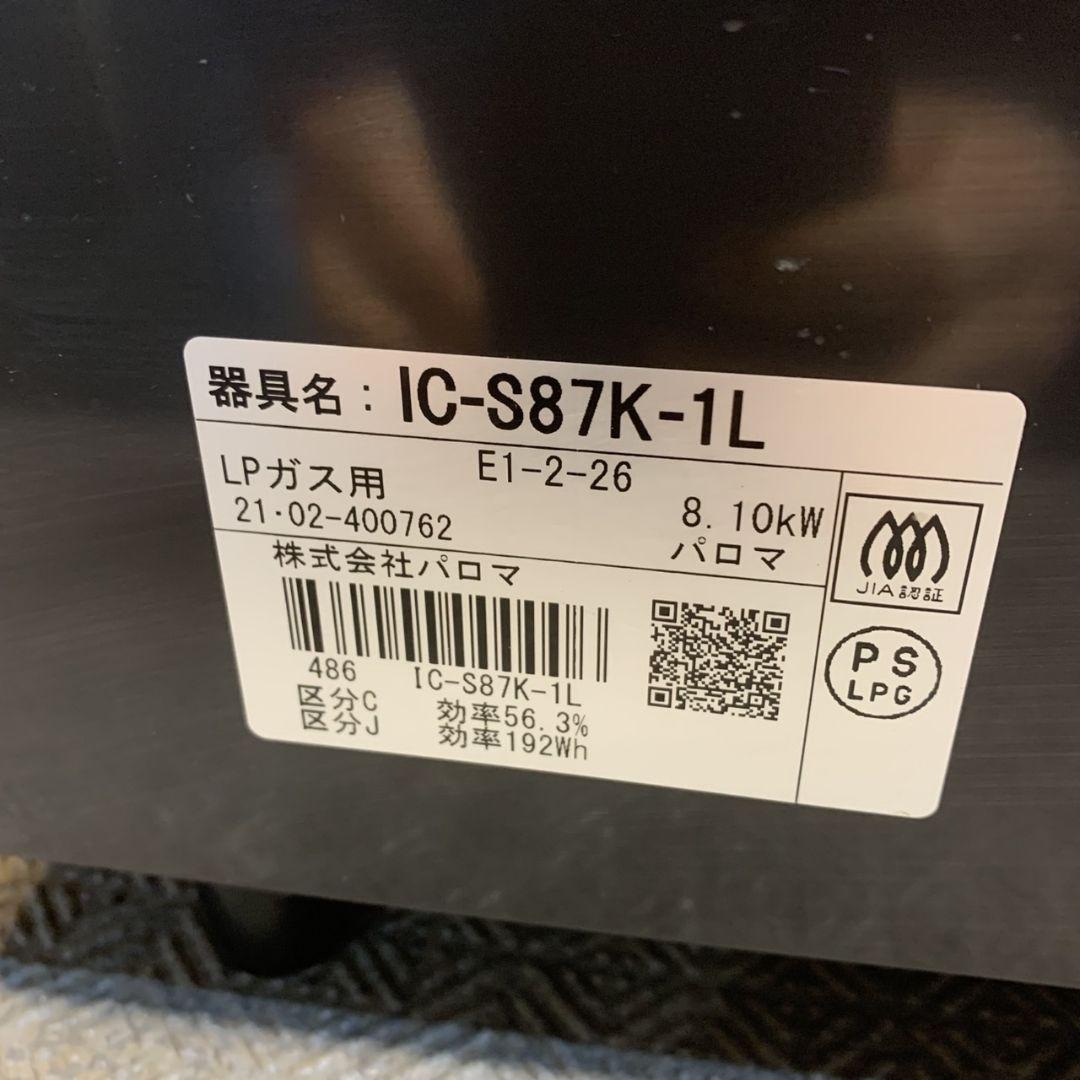 器具名：IC-S87K-1L
LPガス用 E1-2-26
21・02-400762 8.10kW
パロマ
株式会社パロマ
486 IC-S87K-1L
区分C 効率56.3%
区分J 効率192Wh
JIA認証
PS
LPG